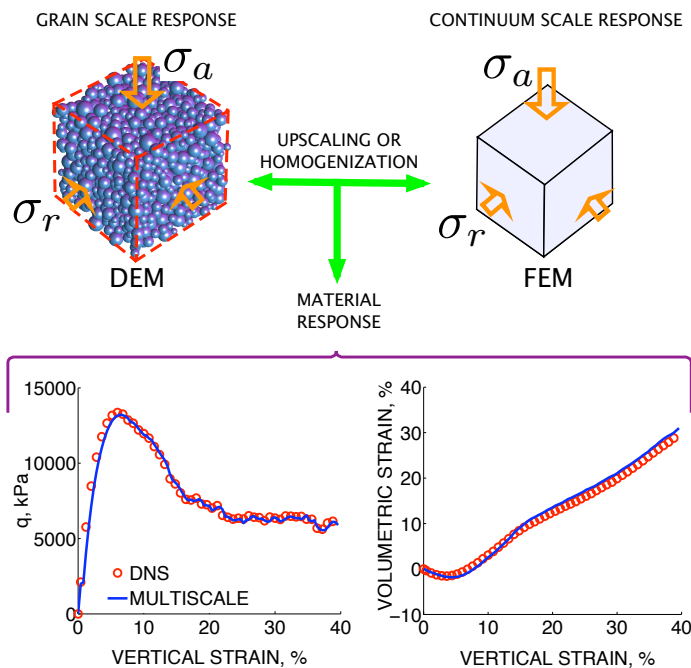 GRAIN SCALE RESPONSE
CONTINUUM SCALE RESPONSE
σa
σa
UPSCALING OR
HOMOGENIZATION
σr
σr
DEM
FEM
MATERIAL
RESPONSE
15000
10000
5000
0
q, kPa
DNS
MULTISCALE
0 10 20 30 40
VERTICAL STRAIN, %
40
30
20
10
0
−10
VOLUMETRIC STRAIN, %
0 10 20 30 40
VERTICAL STRAIN, %